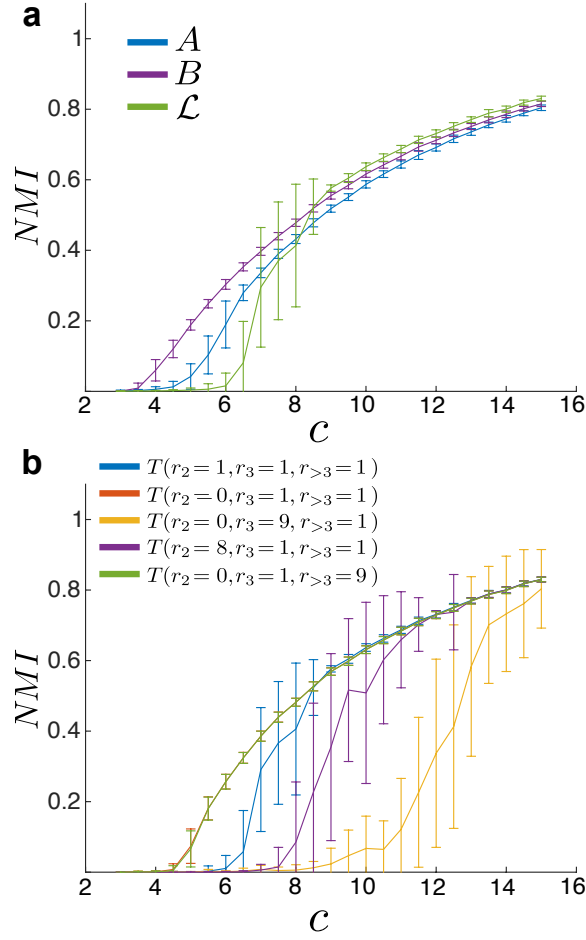 a
A
B
ℒ
NMI
1
0.8
0.6
0.4
0.2
2 4 6 8 10 12 14 16
c
b
T(r₂=1, r₃=1, r>₃=1)
T(r₂=0, r₃=1, r>₃=1)
T(r₂=0, r₃=9, r>₃=1)
T(r₂=8, r₃=1, r>₃=1)
T(r₂=0, r₃=1, r>₃=9)
NMI
1
0.8
0.6
0.4
0.2
2 4 6 8 10 12 14 16
c